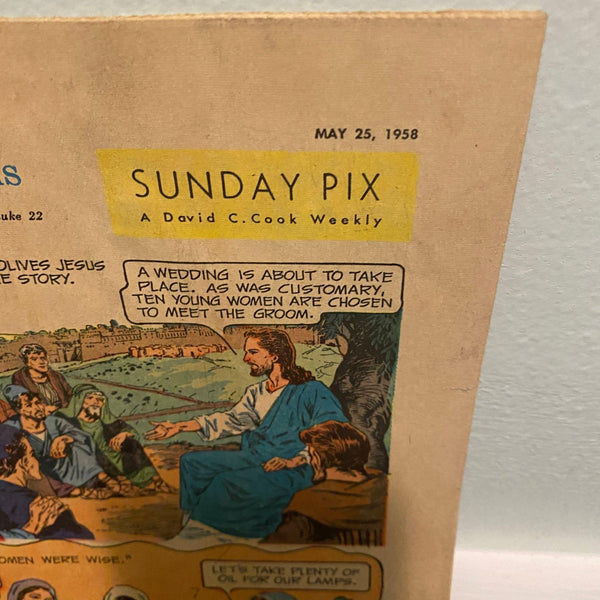 MAY 25, 1958
SUNDAY PIX
A David C. Cook Weekly
22
OLIVES JESUS
STORY.
A WEDDING IS ABOUT TO TAKE
PLACE. AS WAS CUSTOMARY,
TEN YOUNG WOMEN ARE CHOSEN
TO MEET THE GROOM.
WERE WISE."
LET'S TAKE PLENTY OF
OIL FOR OUR LAMPS.